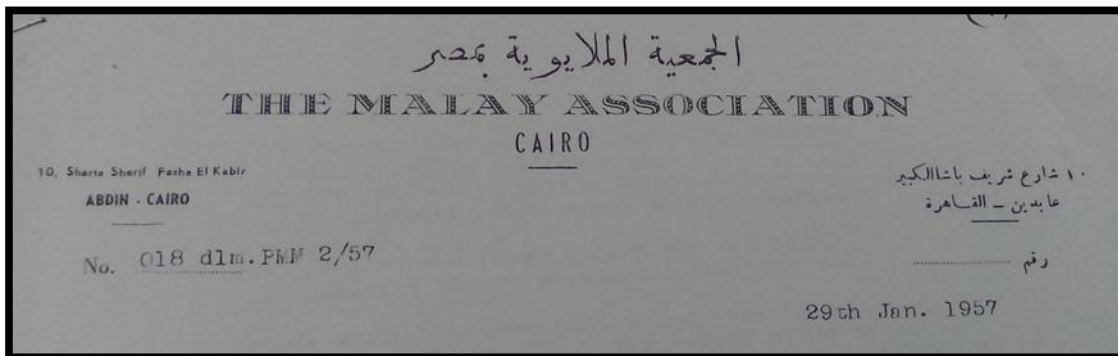 الجمعية الملايوية بمصر
THE MALAY ASSOCIATION
CAIRO
10, Sharia Sherif Pasha El Kabir
ABDIN - CAIRO
١٠ شارع شريف باشا الكبير
عابدين ــ القاهرة
No. 018 dlm.PMM 2/57
رقم
29th Jan. 1957